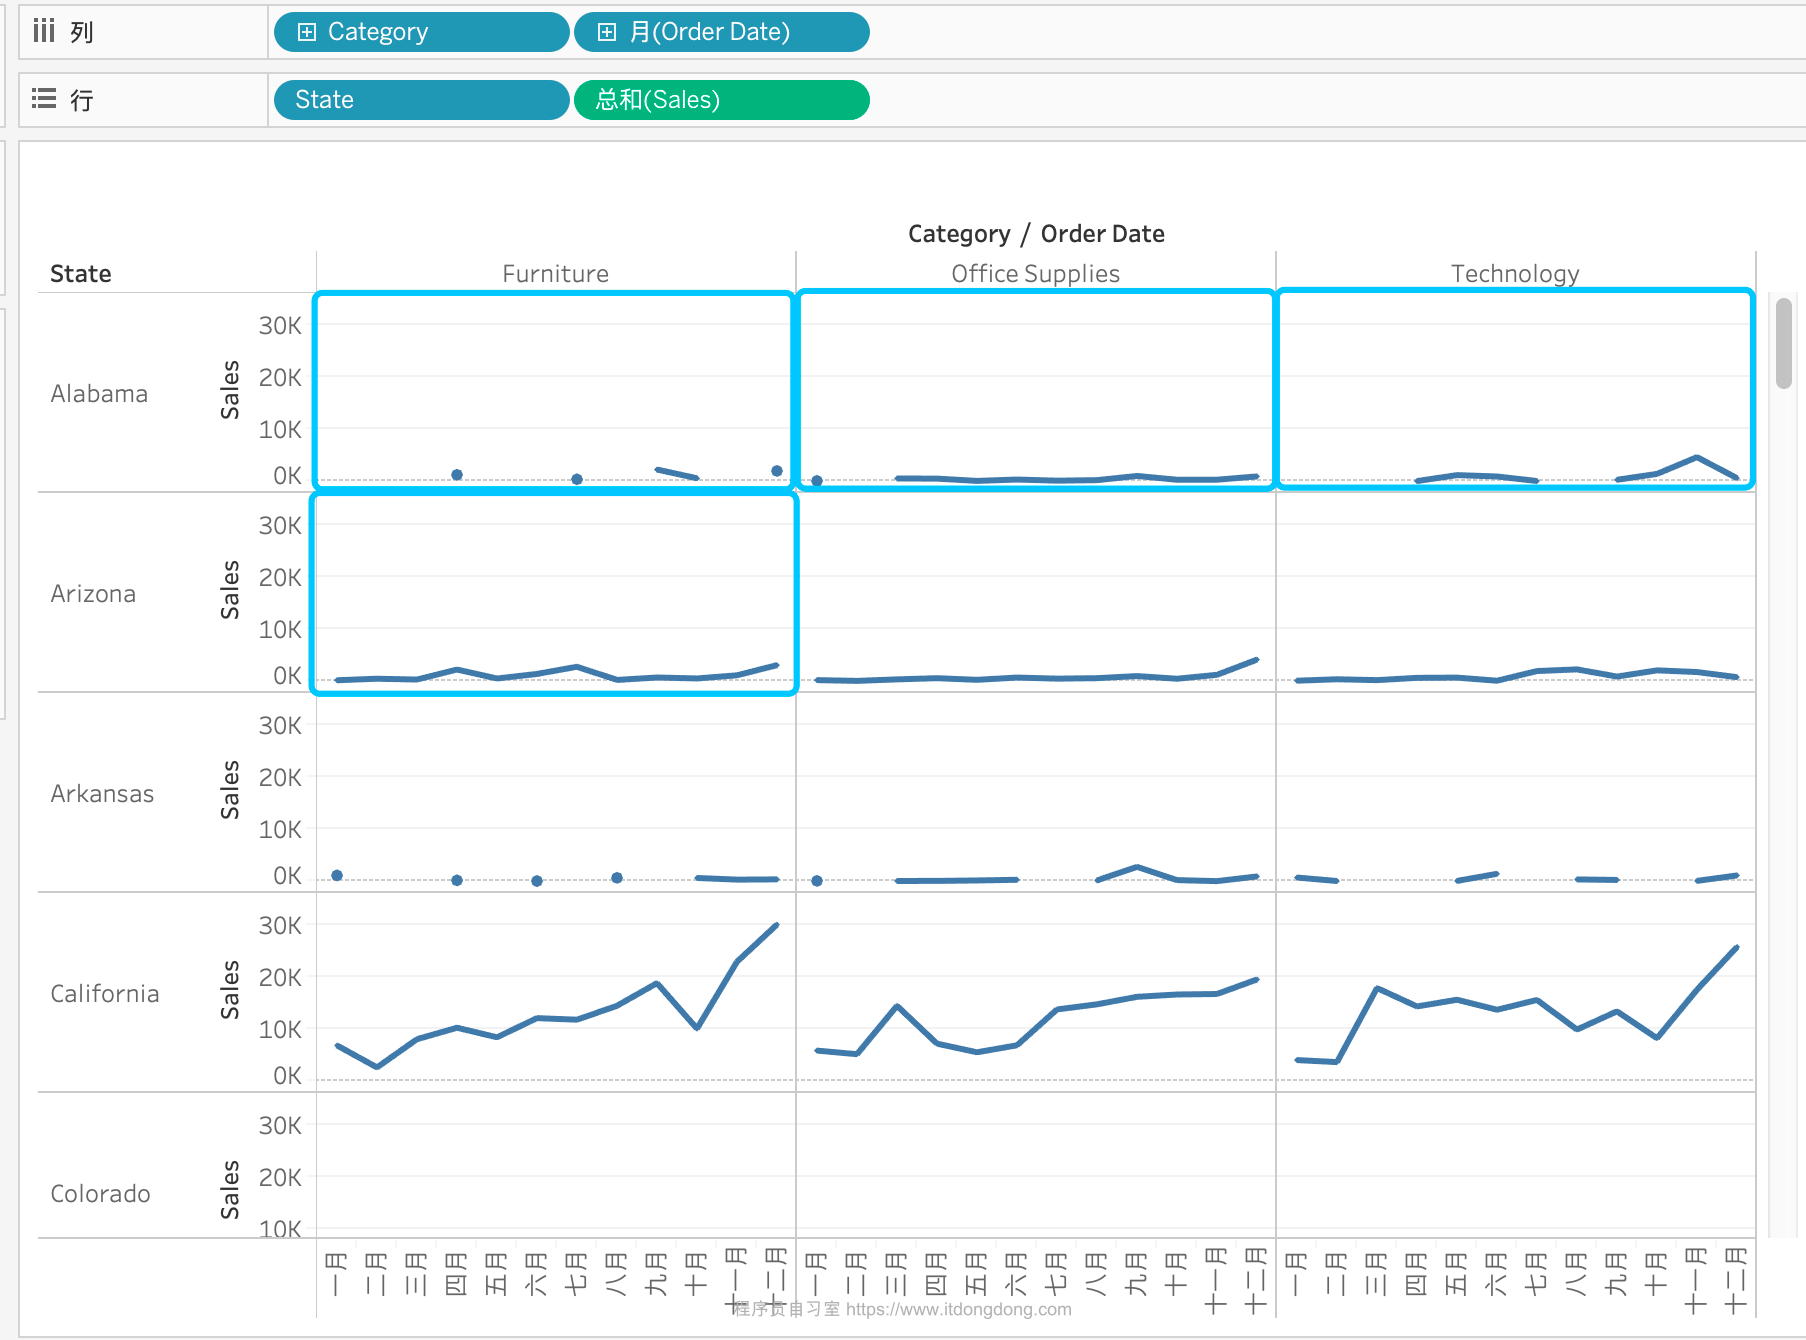 列 Category 月(Order Date)
行 State 总和(Sales)
Category / Order Date
State Furniture Office Supplies Technology
Alabama Sales 30K 20K 10K 0K
Arizona Sales 30K 20K 10K 0K
Arkansas Sales 30K 20K 10K 0K
California Sales 30K 20K 10K 0K
Colorado Sales 30K 20K 10K
一月 二月 三月 四月 五月 六月 七月 八月 九月 十月 十一月 十二月 一月 二月 三月 四月 五月 六月 七月 八月 九月 十月 十一月 十二月 一月 二月 三月 四月 五月 六月 七月 八月 九月 十月 十一月 十二月
程序员自习室 https://www.itdongdong.com